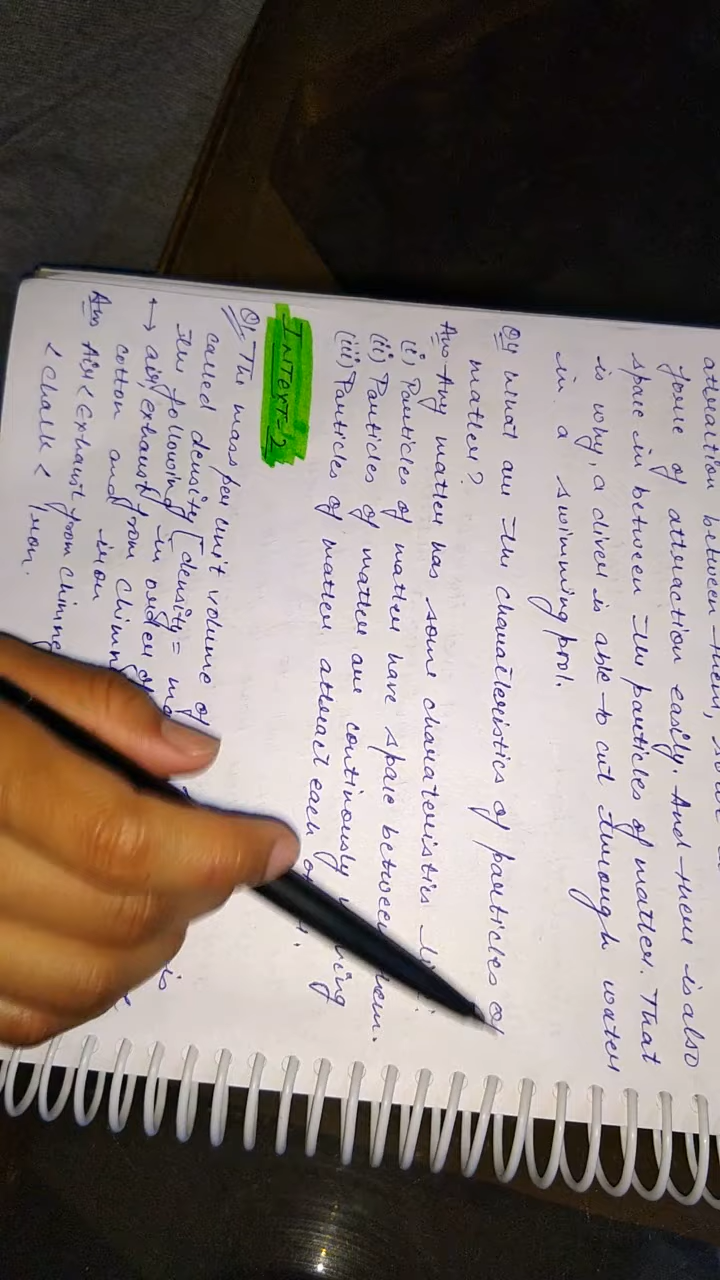 attraction between them,
force of attraction easily. And there is also
space in between the particles of matter. That
is why, a diver is able to cut through water
in a swimming pool.
Q4 What are the characteristics of particles of
matter?
Ans Any matter has some characteristics
(i) Particles of matter have space between
(ii) Particles of matter are continously
(iii) Particles of matter attract each
INTEXT-2
Q1 The mass per unit volume of is
called density [density =
the following in order of
→ air, exhaust from
cotton and iron
Ans Air < Exhaust from
< chalk < Iron.